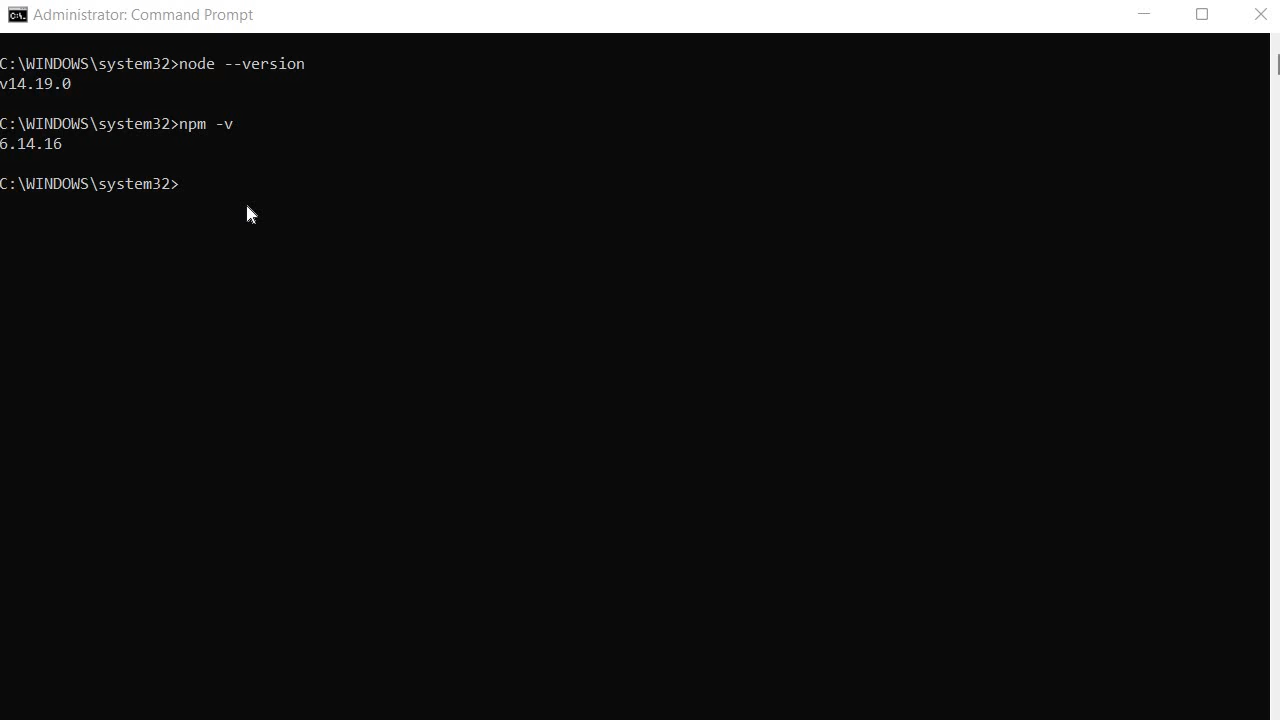 Administrator: Command Prompt
C:\WINDOWS\system32>node --version
v14.19.0
C:\WINDOWS\system32>npm -v
6.14.16
C:\WINDOWS\system32>